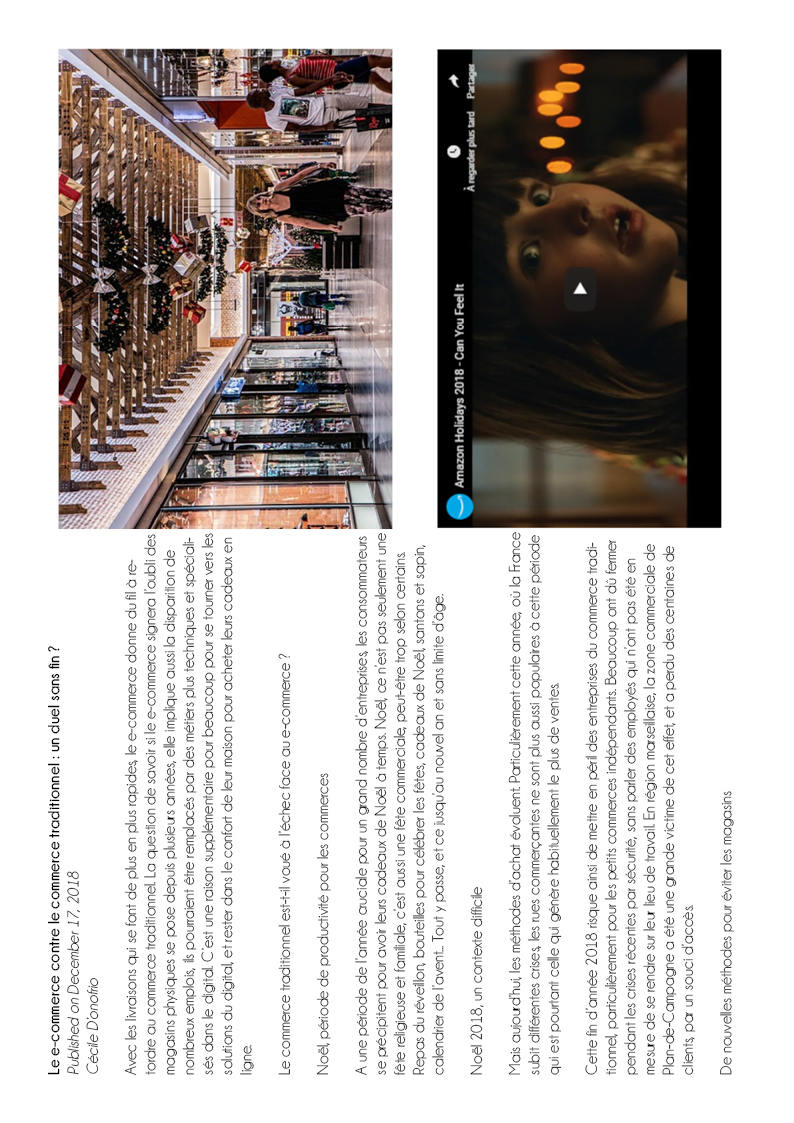 Le e-commerce contre le commerce traditionnel : un duel sans fin ?
Published on December 17, 2018
Cécile D'onofrio
Avec les livraisons qui se font de plus en plus rapides, le e-commerce donne du fil à re-
tordre au commerce traditionnel. La question de savoir si le e-commerce signera l'oubli des
magasins physiques se pose depuis plusieurs années, elle implique aussi la disparition de
nombreux emplois, ils pourraient être remplacés par des métiers plus techniques et spéciali-
sés dans le digital. C'est une raison supplémentaire pour beaucoup pour se tourner vers les
solutions du digital, et rester dans le confort de leur maison pour acheter leurs cadeaux en
ligne.
Le commerce traditionnel est-t-il voué à l'échec face au e-commerce ?
Noël, période de productivité pour les commerces
A une période de l'année cruciale pour un grand nombre d'entreprises, les consommateurs
se précipitent pour avoir leurs cadeaux de Noël à temps. Noël, ce n'est pas seulement une
fête religieuse et familiale, c'est aussi une fête commerciale, peut-être trop selon certains.
Repas du réveillon, bouteilles pour célébrer les fêtes, cadeaux de Noël, santons et sapin,
calendrier de l'avent... Tout y passe, et ce jusqu'au nouvel an et sans limite d'âge.
Noël 2018, un contexte difficile
Mais aujourd'hui, les méthodes d'achat évoluent. Particulièrement cette année, où la France
subit différentes crises, les rues commerçantes ne sont plus aussi populaires à cette période
qui est pourtant celle qui génère habituellement le plus de ventes.
Cette fin d'année 2018 risque ainsi de mettre en péril des entreprises du commerce tradi-
tionnel, particulièrement pour les petits commerces indépendants. Beaucoup ont dû fermer
pendant les crises récentes par sécurité, sans parler des employés qui n'ont pas été en
mesure de se rendre sur leur lieu de travail. En région marseillaise, la zone commerciale de
Plan-de-Campagne a été une grande victime de cet effet, et a perdu des centaines de
clients, par un souci d'accès.
De nouvelles méthodes pour éviter les magasins
Amazon Holidays 2018 - Can You Feel It
À regarder plus tard
Partager